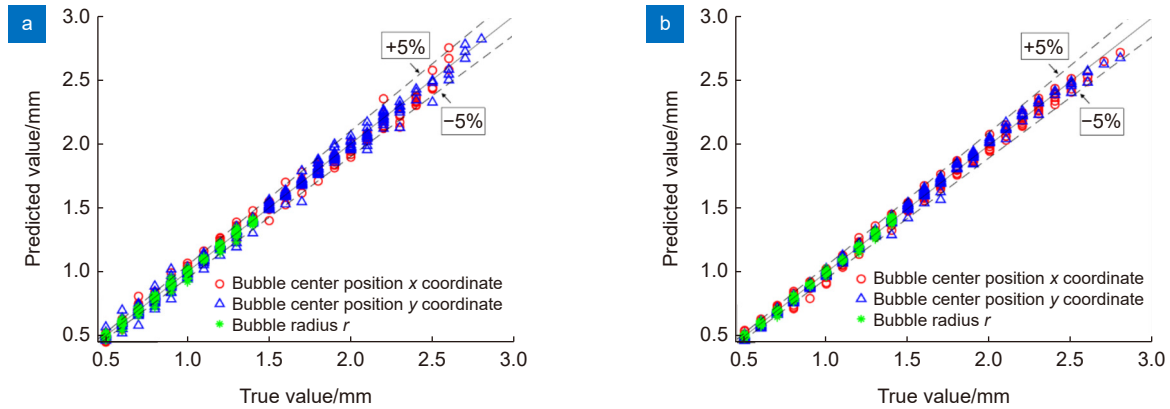 a
3.0
2.5
2.0
1.5
1.0
0.5
Predicted value/mm
+5%
−5%
Bubble center position x coordinate
Bubble center position y coordinate
Bubble radius r
0.5 1.0 1.5 2.0 2.5 3.0
True value/mm
b
3.0
2.5
2.0
1.5
1.0
0.5
Predicted value/mm
+5%
−5%
Bubble center position x coordinate
Bubble center position y coordinate
Bubble radius r
0.5 1.0 1.5 2.0 2.5 3.0
True value/mm